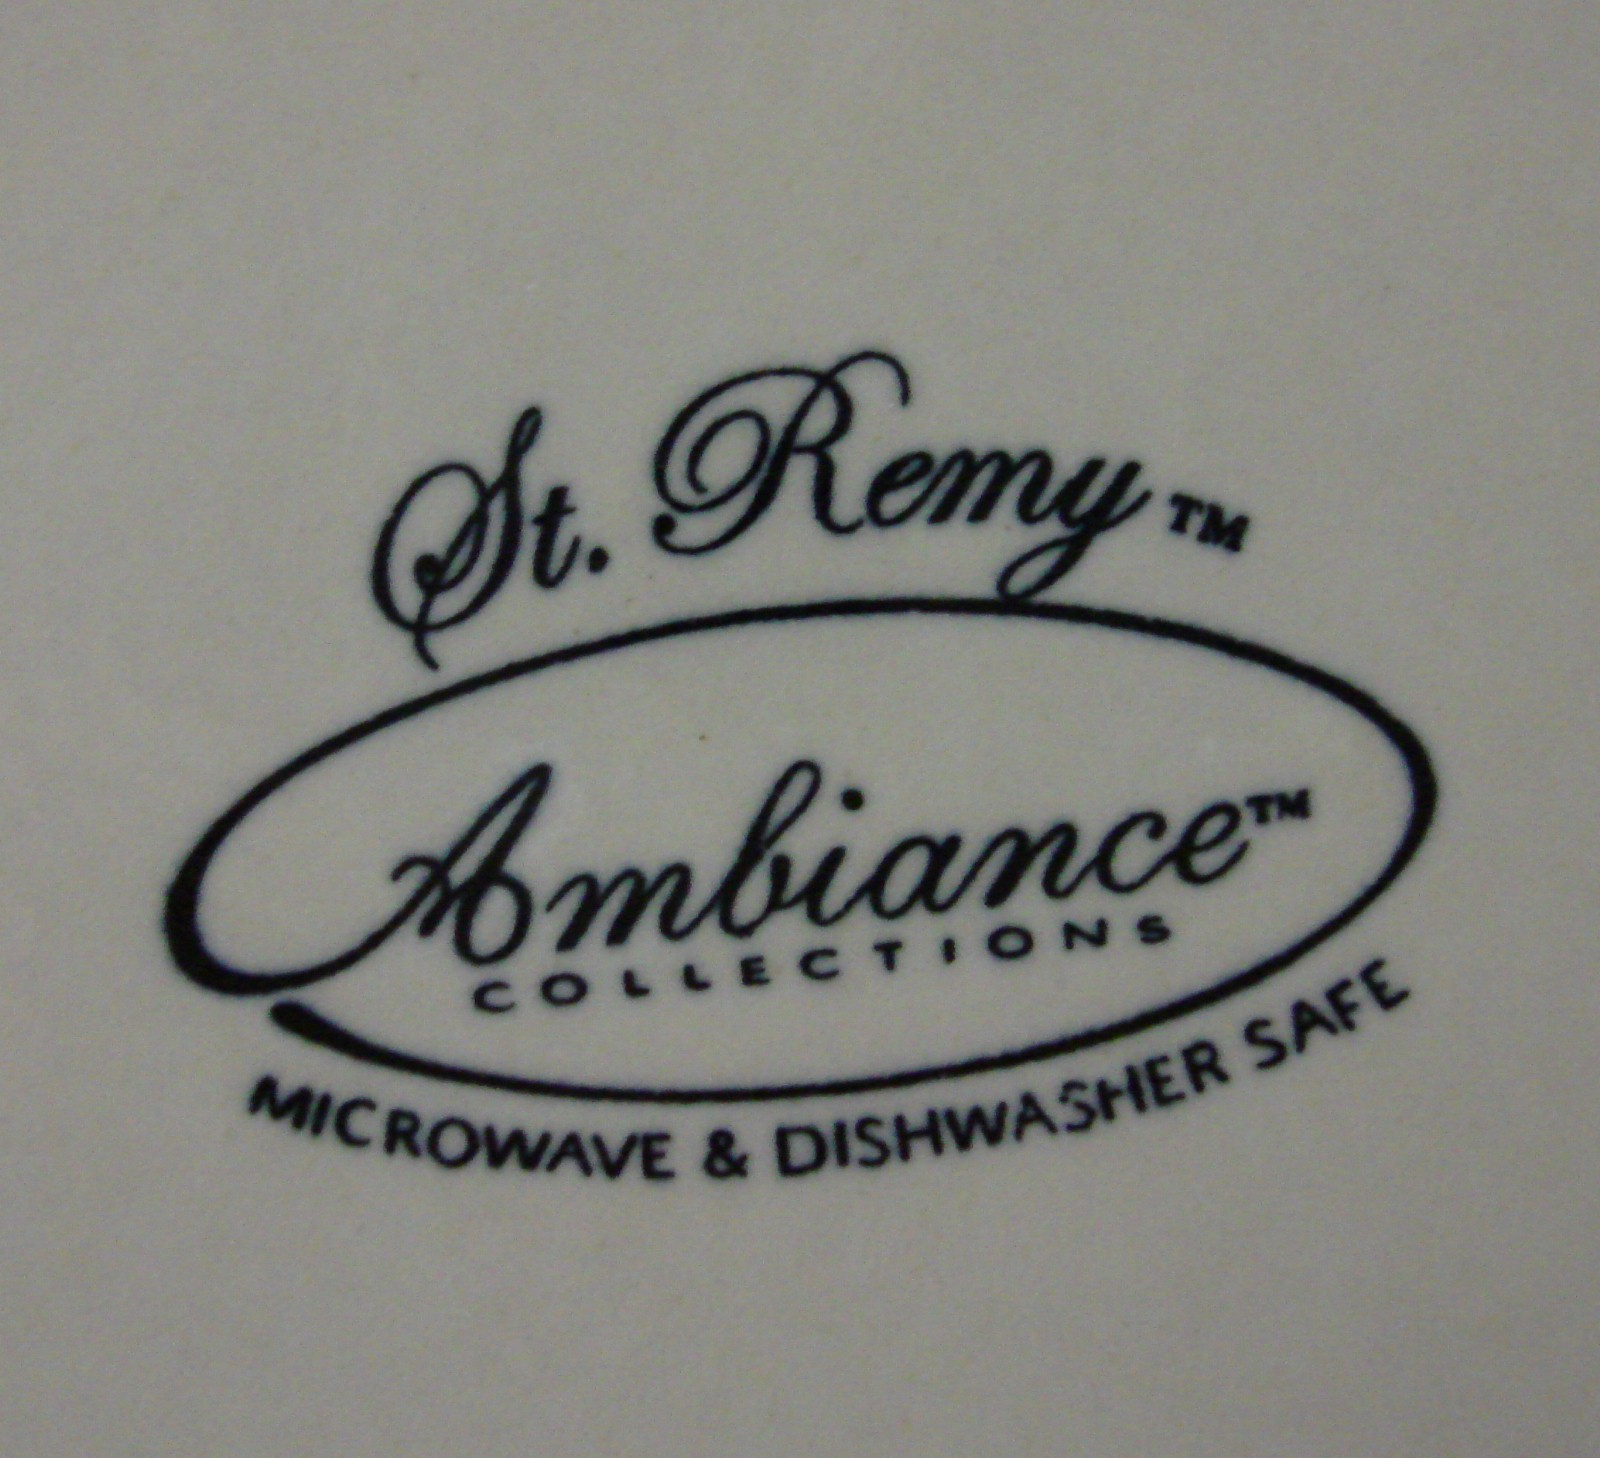 St. Remy™
Ambiance™
COLLECTIONS
MICROWAVE & DISHWASHER SAFE